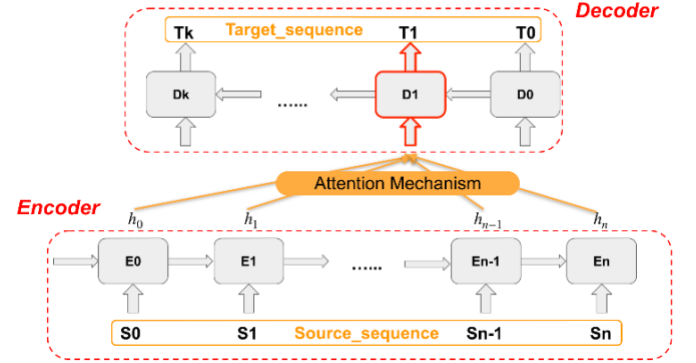 Decoder
Tk Target_sequence T1 T0
Dk ...... D1 D0
Attention Mechanism
Encoder
h0 h1 hn−1 hn
E0 E1 ...... En-1 En
S0 S1 Source_sequence Sn-1 Sn